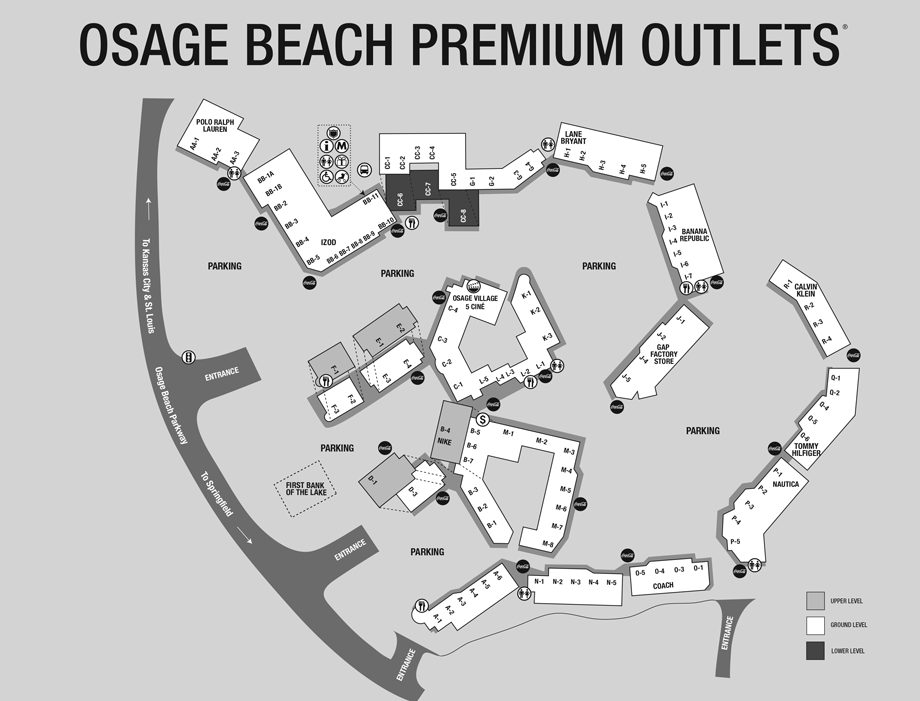 OSAGE BEACH PREMIUM OUTLETS®
POLO RALPH
LAUREN
AA-1
AA-2
AA-3
BB-1A
BB-1B
BB-2
BB-3
BB-4
BB-5
IZOD
BB-6
BB-7
BB-8
BB-9
BB-10
BB-11
i
M
CC-1
CC-2
CC-3
CC-4
CC-5
CC-6
CC-7
CC-8
G-1
G-2
G-3
G-4
LANE
BRYANT
H-1
H-2
H-3
H-4
H-5
I-1
I-2
I-3
I-4
I-5
I-6
I-7
BANANA
REPUBLIC
PARKING
PARKING
PARKING
To Kansas City & St. Louis
Osage Beach Parkway
To Springfield
ENTRANCE
OSAGE VILLAGE
5 CINÉ
C-4
C-3
C-2
C-1
K-1
K-2
K-3
L-1
L-2
L-3
L-4
L-5
E-1
E-2
E-3
E-4
F-1
F-2
F-3
J-1
J-2
GAP
FACTORY
STORE
J-4
J-5
R-1
CALVIN
KLEIN
R-2
R-3
R-4
Q-1
Q-2
Q-4
Q-5
Q-6
TOMMY
HILFIGER
PARKING
PARKING
FIRST BANK
OF THE LAKE
S
B-4
NIKE
B-5
B-6
B-7
B-3
B-2
B-1
M-1
M-2
M-3
M-4
M-5
M-6
M-7
M-8
D-1
D-3
P-1
NAUTICA
P-2
P-3
P-4
P-5
ENTRANCE
PARKING
A-1
A-2
A-3
A-4
A-5
A-6
N-1
N-2
N-3
N-4
N-5
O-5
O-4
O-3
O-1
COACH
ENTRANCE
ENTRANCE
UPPER LEVEL
GROUND LEVEL
LOWER LEVEL